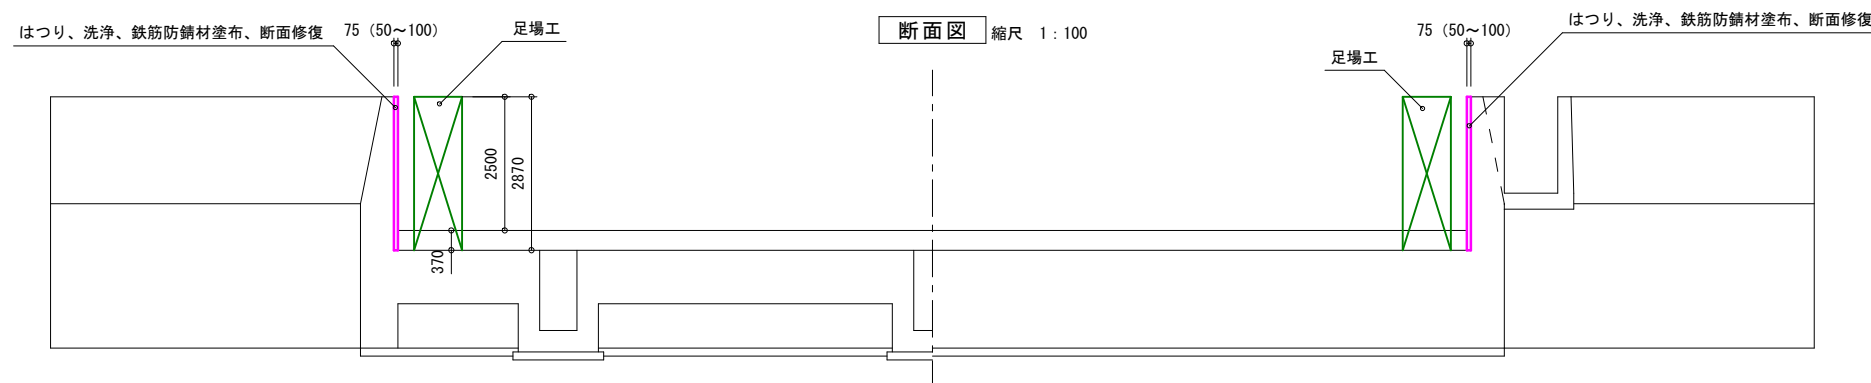 はつり、洗浄、鉄筋防錆材塗布、断面修復
75 (50～100)
足場工
断面図 縮尺 1：100
足場工
75 (50～100)
はつり、洗浄、鉄筋防錆材塗布、断面修復
2500
2870
370